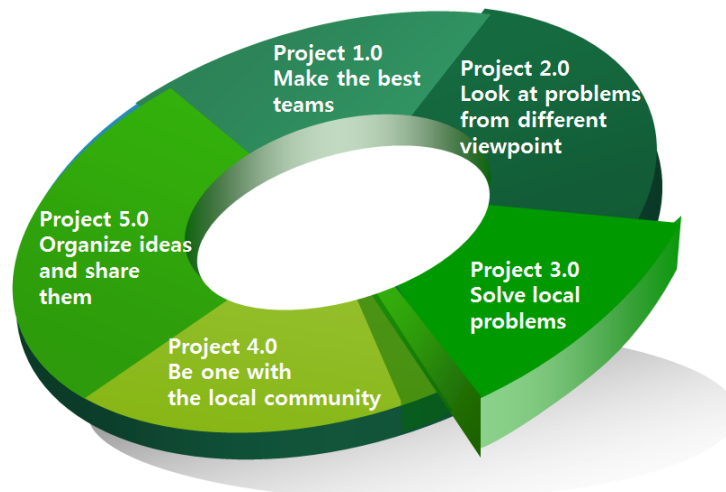 Project 1.0
Make the best
teams
Project 2.0
Look at problems
from different
viewpoint
Project 3.0
Solve local
problems
Project 4.0
Be one with
the local community
Project 5.0
Organize ideas
and share
them